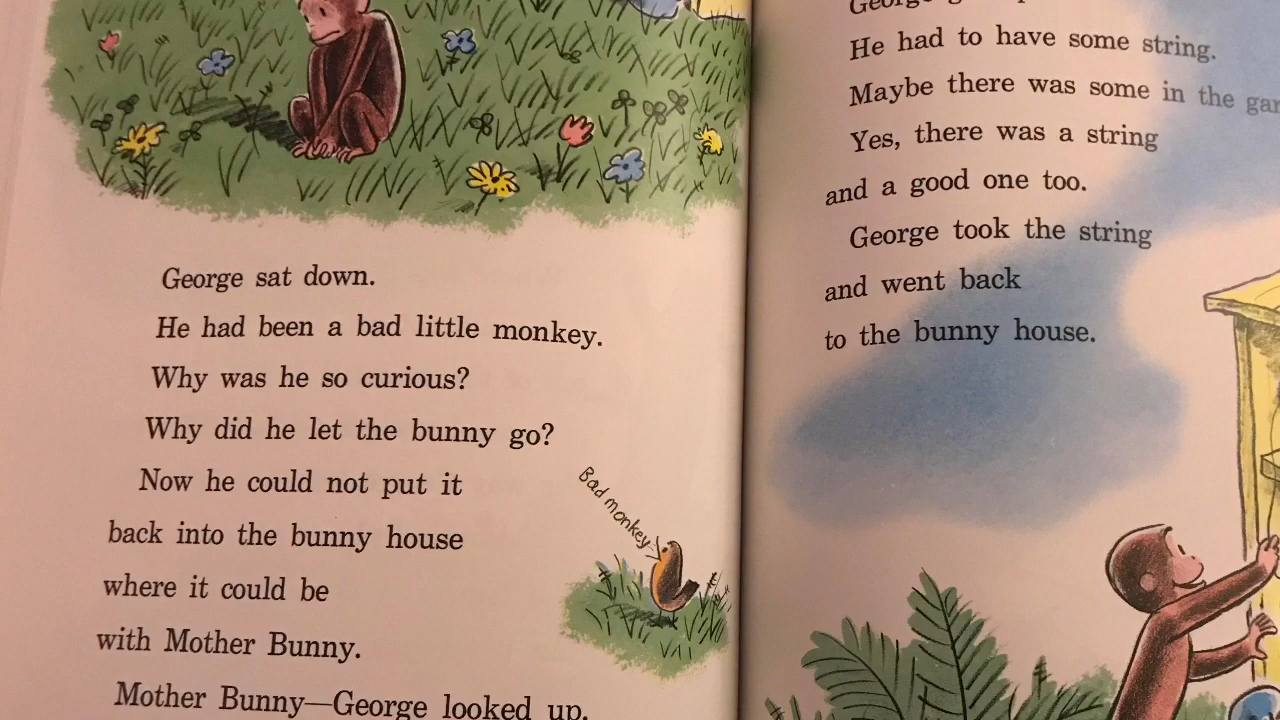 George sat down.
He had been a bad little monkey.
Why was he so curious?
Why did he let the bunny go?
Now he could not put it
back into the bunny house
where it could be
with Mother Bunny.
Mother Bunny—George looked up.
Bad monkey
George
He had to have some string.
Maybe there was some in the
Yes, there was a string
and a good one too.
George took the string
and went back
to the bunny house.